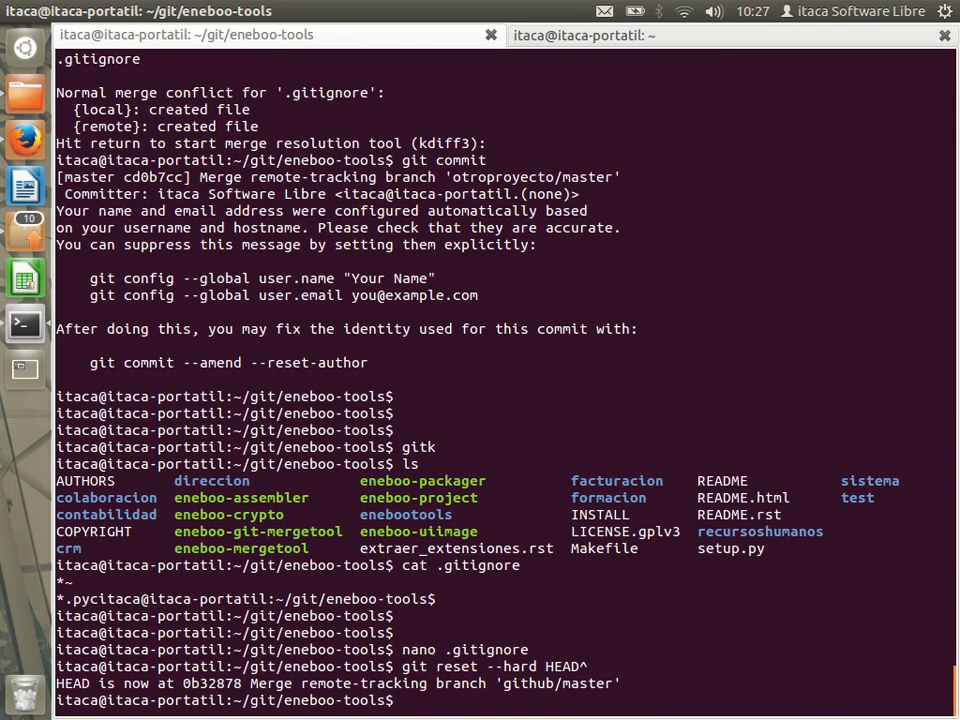 itaca@itaca-portatil: ~/git/eneboo-tools 10:27 itaca Software Libre
itaca@itaca-portatil: ~/git/eneboo-tools itaca@itaca-portatil: ~
.gitignore
Normal merge conflict for '.gitignore':
  {local}: created file
  {remote}: created file
Hit return to start merge resolution tool (kdiff3):
itaca@itaca-portatil:~/git/eneboo-tools$ git commit
[master cd0b7cc] Merge remote-tracking branch 'otroproyecto/master'
 Committer: itaca Software Libre <itaca@itaca-portatil.(none)>
Your name and email address were configured automatically based
on your username and hostname. Please check that they are accurate.
You can suppress this message by setting them explicitly:
    git config --global user.name "Your Name"
    git config --global user.email you@example.com
After doing this, you may fix the identity used for this commit with:
    git commit --amend --reset-author
itaca@itaca-portatil:~/git/eneboo-tools$
itaca@itaca-portatil:~/git/eneboo-tools$
itaca@itaca-portatil:~/git/eneboo-tools$
itaca@itaca-portatil:~/git/eneboo-tools$ gitk
itaca@itaca-portatil:~/git/eneboo-tools$ ls
AUTHORS direccion eneboo-packager facturacion README sistema
colaboracion eneboo-assembler eneboo-project formacion README.html test
contabilidad eneboo-crypto enebootools INSTALL README.rst
COPYRIGHT eneboo-git-mergetool eneboo-uiimage LICENSE.gplv3 recursoshumanos
crm eneboo-mergetool extraer_extensiones.rst Makefile setup.py
itaca@itaca-portatil:~/git/eneboo-tools$ cat .gitignore
*~
*.pycitaca@itaca-portatil:~/git/eneboo-tools$
itaca@itaca-portatil:~/git/eneboo-tools$
itaca@itaca-portatil:~/git/eneboo-tools$
itaca@itaca-portatil:~/git/eneboo-tools$ nano .gitignore
itaca@itaca-portatil:~/git/eneboo-tools$ git reset --hard HEAD^
HEAD is now at 0b32878 Merge remote-tracking branch 'github/master'
itaca@itaca-portatil:~/git/eneboo-tools$
10